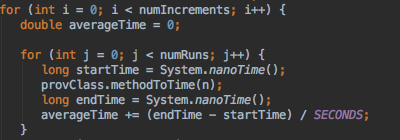 for (int i = 0; i < numIncrements; i++) {
double averageTime = 0;
for (int j = 0; j < numRuns; j++) {
long startTime = System.nanoTime();
provClass.methodToTime(n);
long endTime = System.nanoTime();
averageTime += (endTime - startTime) / SECONDS;
}